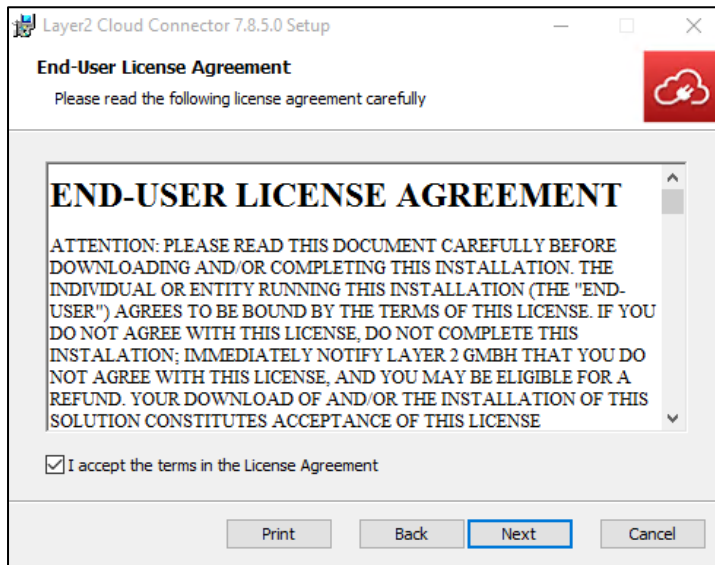 Layer2 Cloud Connector 7.8.5.0 Setup
End-User License Agreement
Please read the following license agreement carefully
END-USER LICENSE AGREEMENT
ATTENTION: PLEASE READ THIS DOCUMENT CAREFULLY BEFORE
DOWNLOADING AND/OR COMPLETING THIS INSTALLATION. THE
INDIVIDUAL OR ENTITY RUNNING THIS INSTALLATION (THE "END-
USER") AGREES TO BE BOUND BY THE TERMS OF THIS LICENSE. IF YOU
DO NOT AGREE WITH THIS LICENSE, DO NOT COMPLETE THIS
INSTALATION; IMMEDIATELY NOTIFY LAYER 2 GMBH THAT YOU DO
NOT AGREE WITH THIS LICENSE, AND YOU MAY BE ELIGIBLE FOR A
REFUND. YOUR DOWNLOAD OF AND/OR THE INSTALLATION OF THIS
SOLUTION CONSTITUTES ACCEPTANCE OF THIS LICENSE
I accept the terms in the License Agreement
Print Back Next Cancel